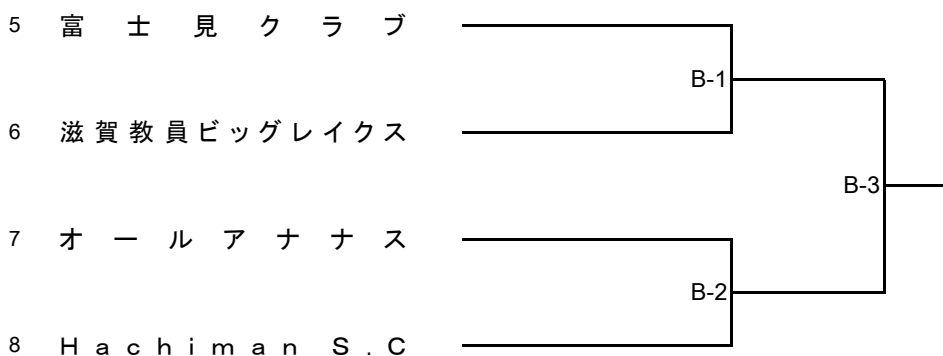 5 富士見クラブ
B-1
6 滋賀教員ビッグレイクス
B-3
7 オールアナナス
B-2
8 Hachiman S.C